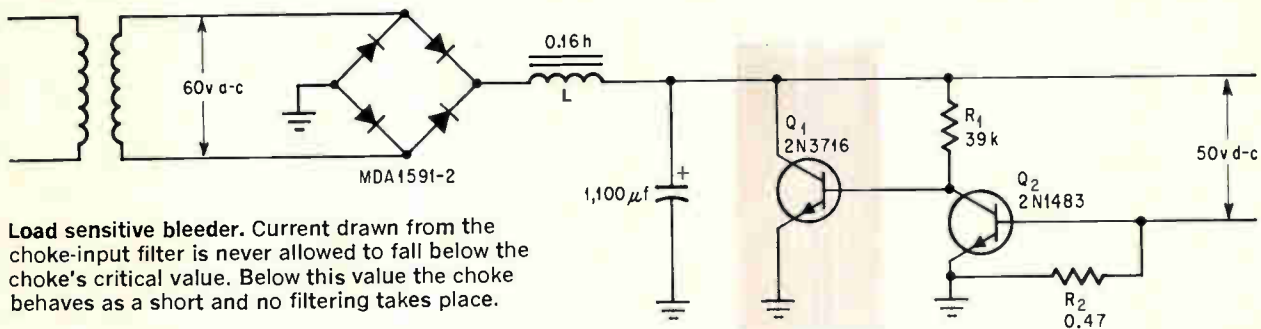 60v a-c
MDA1591-2
0.16h
L
1,100 μf
+
Q1
2N3716
R1
39k
Q2
2N1483
R2
0.47
50v d-c
Load sensitive bleeder. Current drawn from the
choke-input filter is never allowed to fall below the
choke's critical value. Below this value the choke
behaves as a short and no filtering takes place.